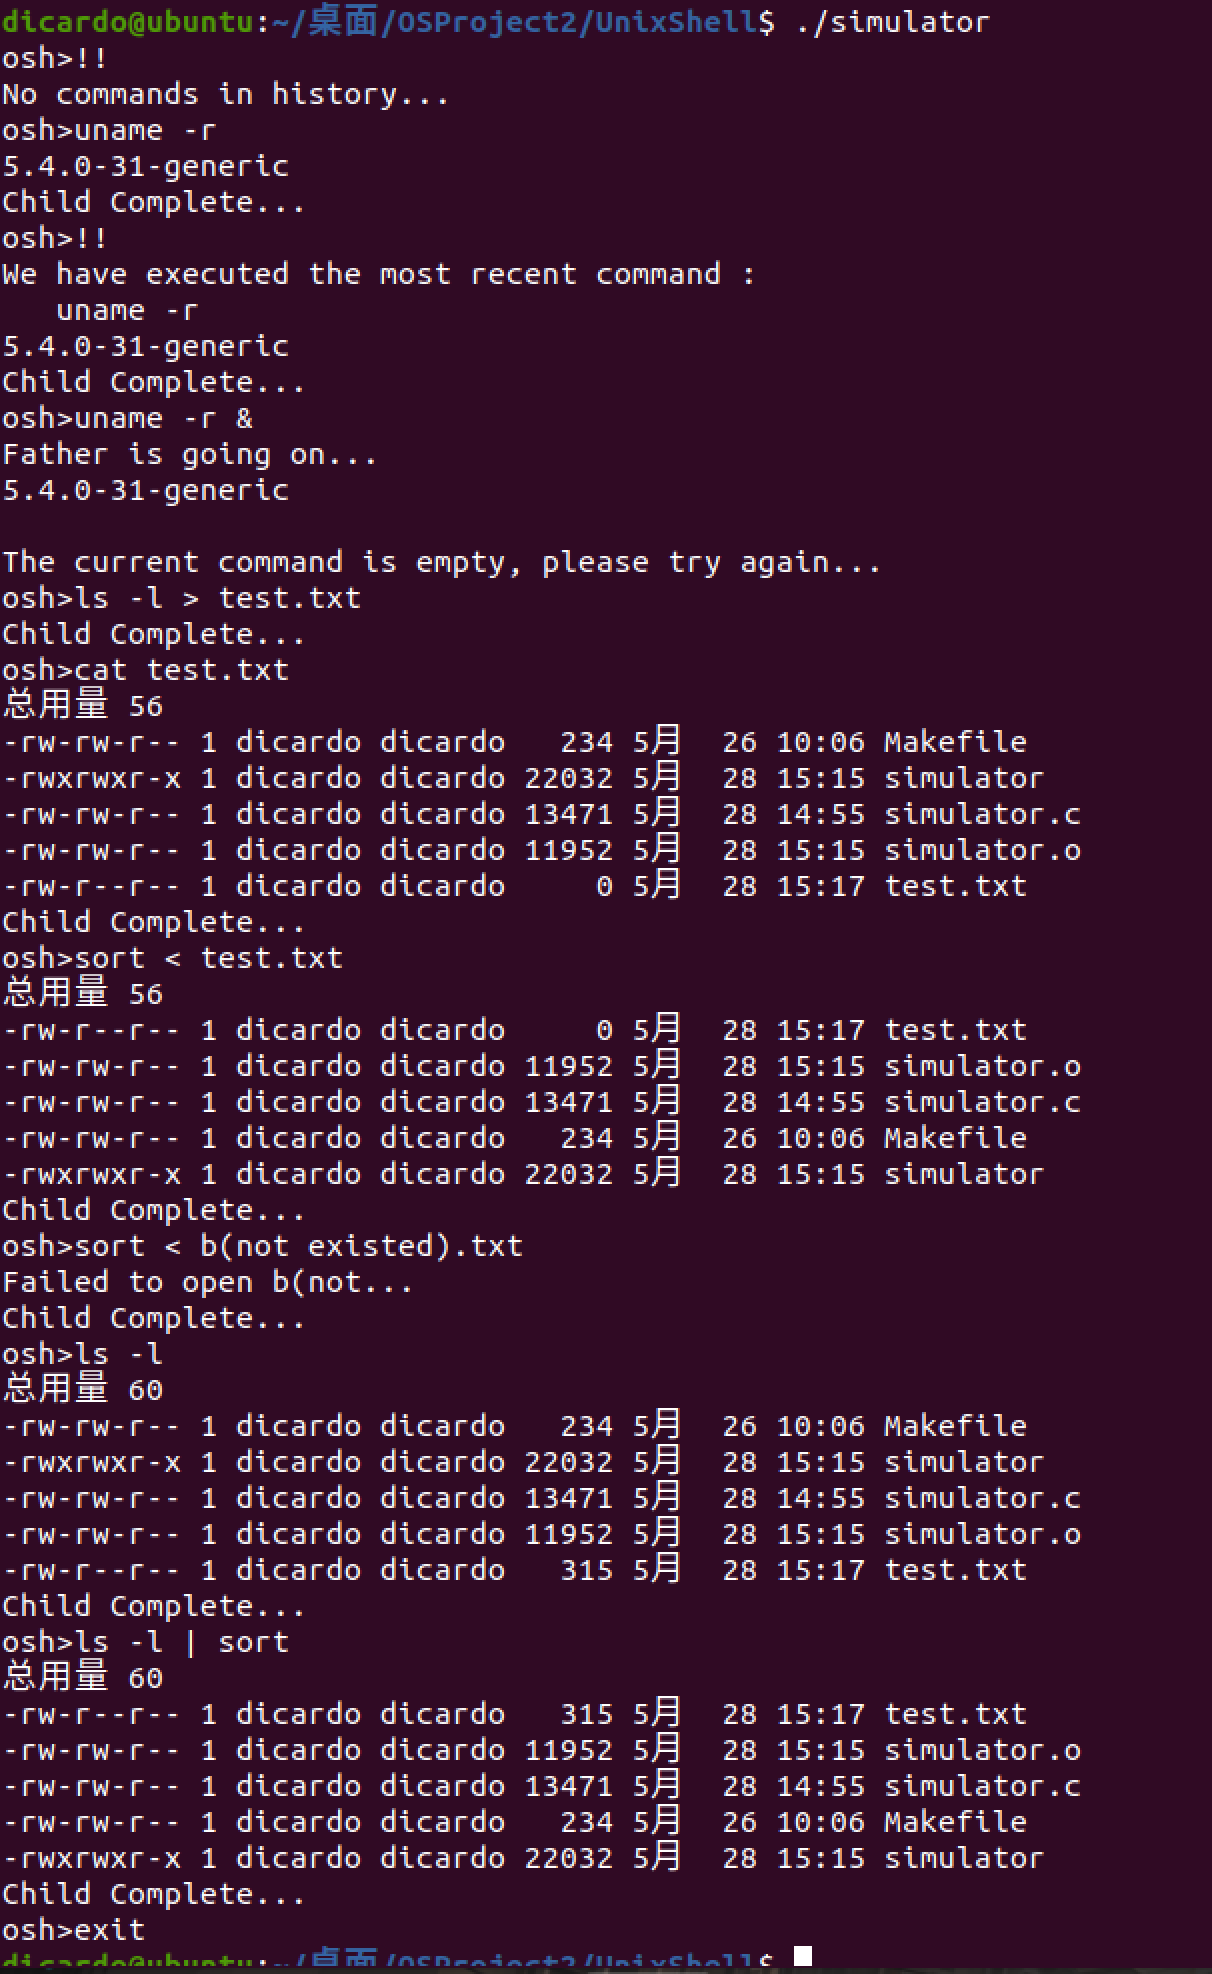 dicardo@ubuntu:~/桌面/OSProject2/UnixShell$ ./simulator
osh>!!
No commands in history...
osh>uname -r
5.4.0-31-generic
Child Complete...
osh>!!
We have executed the most recent command :
   uname -r
5.4.0-31-generic
Child Complete...
osh>uname -r &
Father is going on...
5.4.0-31-generic

The current command is empty, please try again...
osh>ls -l > test.txt
Child Complete...
osh>cat test.txt
总用量 56
-rw-rw-r-- 1 dicardo dicardo   234 5月  26 10:06 Makefile
-rwxrwxr-x 1 dicardo dicardo 22032 5月  28 15:15 simulator
-rw-rw-r-- 1 dicardo dicardo 13471 5月  28 14:55 simulator.c
-rw-rw-r-- 1 dicardo dicardo 11952 5月  28 15:15 simulator.o
-rw-r--r-- 1 dicardo dicardo     0 5月  28 15:17 test.txt
Child Complete...
osh>sort < test.txt
总用量 56
-rw-r--r-- 1 dicardo dicardo     0 5月  28 15:17 test.txt
-rw-rw-r-- 1 dicardo dicardo 11952 5月  28 15:15 simulator.o
-rw-rw-r-- 1 dicardo dicardo 13471 5月  28 14:55 simulator.c
-rw-rw-r-- 1 dicardo dicardo   234 5月  26 10:06 Makefile
-rwxrwxr-x 1 dicardo dicardo 22032 5月  28 15:15 simulator
Child Complete...
osh>sort < b(not existed).txt
Failed to open b(not...
Child Complete...
osh>ls -l
总用量 60
-rw-rw-r-- 1 dicardo dicardo   234 5月  26 10:06 Makefile
-rwxrwxr-x 1 dicardo dicardo 22032 5月  28 15:15 simulator
-rw-rw-r-- 1 dicardo dicardo 13471 5月  28 14:55 simulator.c
-rw-rw-r-- 1 dicardo dicardo 11952 5月  28 15:15 simulator.o
-rw-r--r-- 1 dicardo dicardo   315 5月  28 15:17 test.txt
Child Complete...
osh>ls -l | sort
总用量 60
-rw-r--r-- 1 dicardo dicardo   315 5月  28 15:17 test.txt
-rw-rw-r-- 1 dicardo dicardo 11952 5月  28 15:15 simulator.o
-rw-rw-r-- 1 dicardo dicardo 13471 5月  28 14:55 simulator.c
-rw-rw-r-- 1 dicardo dicardo   234 5月  26 10:06 Makefile
-rwxrwxr-x 1 dicardo dicardo 22032 5月  28 15:15 simulator
Child Complete...
osh>exit
dicardo@ubuntu:~/桌面/OSProject2/UnixShell$